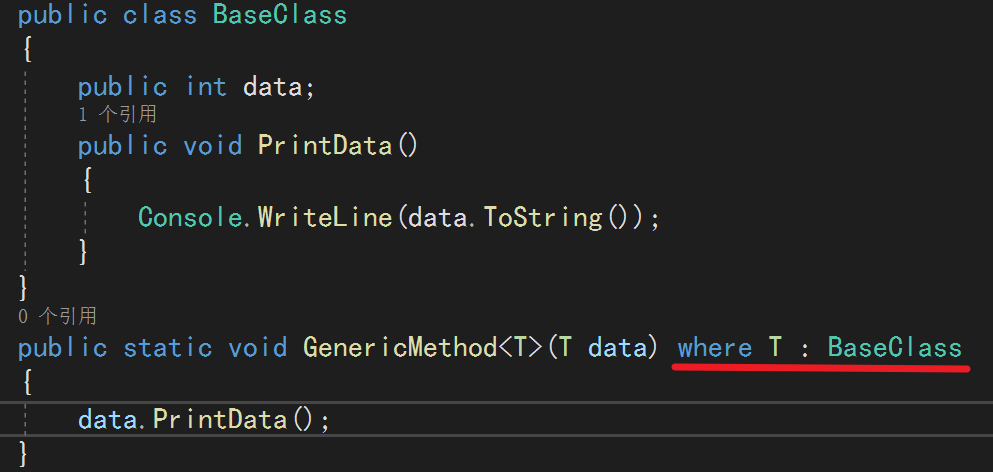 public class BaseClass
{
public int data;
1 个引用
public void PrintData()
{
Console.WriteLine(data.ToString());
}
}
0 个引用
public static void GenericMethod<T>(T data) where T : BaseClass
{
data.PrintData();
}